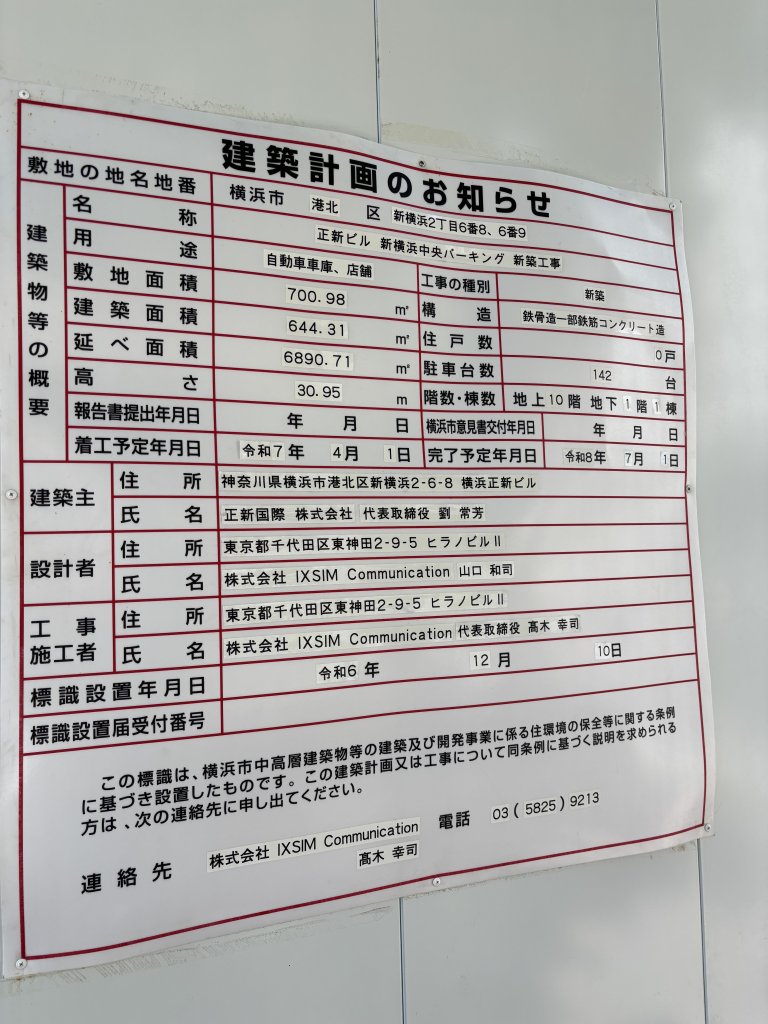 建築計画のお知らせ
敷地の地名地番 横浜市 港北 区 新横浜2丁目6番8、6番9
建築物等の概要
名称 正新ビル 新横浜中央パーキング 新築工事
用途 自動車車庫、店舗 工事の種別 新築
敷地面積 700.98 ㎡ 構造 鉄骨造一部鉄筋コンクリート造
建築面積 644.31 ㎡ 住戸数 0戸
延べ面積 6890.71 ㎡ 駐車台数 142 台
高さ 30.95 m 階数・棟数 地上10階 地下1階1棟
報告書提出年月日 年 月 日 横浜市意見書交付年月日 年 月 日
着工予定年月日 令和7年 4月 1日 完了予定年月日 令和8年 7月 1日
建築主 住所 神奈川県横浜市港北区新横浜2-6-8 横浜正新ビル
氏名 正新国際 株式会社 代表取締役 劉 常芳
設計者 住所 東京都千代田区東神田2-9-5 ヒラノビルⅡ
氏名 株式会社 IXSIM Communication 山口 和司
工事施工者 住所 東京都千代田区東神田2-9-5 ヒラノビルⅡ
氏名 株式会社 IXSIM Communication 代表取締役 髙木 幸司
標識設置年月日 令和6年 12月 10日
標識設置届受付番号
この標識は、横浜市中高層建築物等の建築及び開発事業に係る住環境の保全等に関する条例
に基づき設置したものです。この建築計画又は工事について同条例に基づく説明を求められる
方は、次の連絡先に申し出てください。
連絡先 株式会社 IXSIM Communication 電話 03(5825)9213
髙木 幸司